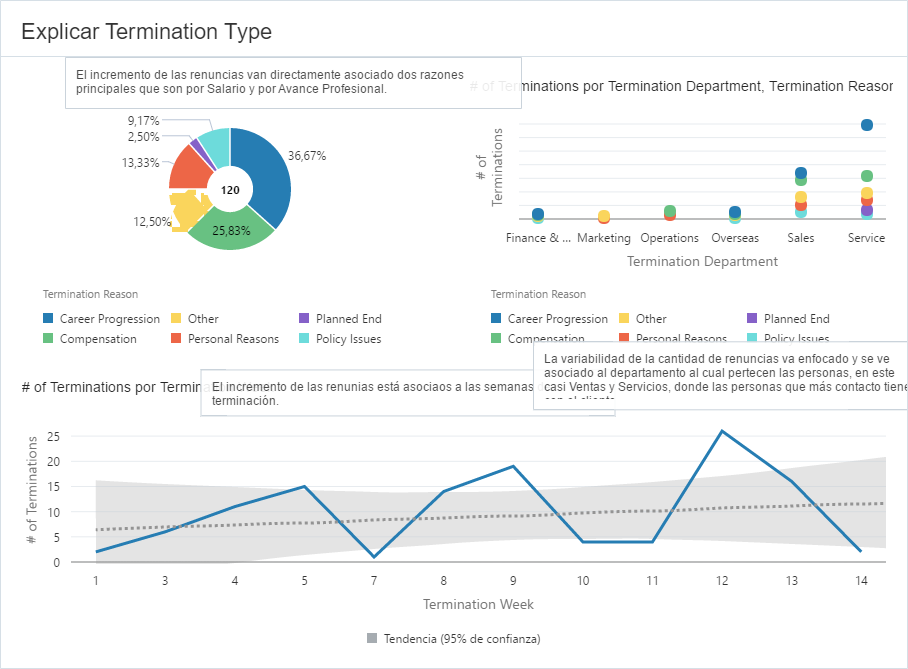 Explicar Termination Type
El incremento de las renuncias van directamente asociado dos razones
principales que son por Salario y por Avance Profesional.
# of Terminations por Termination Department, Termination Reason
9,17%
2,50%
13,33%
12,50%
36,67%
25,83%
120
# of
Terminations
Finance & ... Marketing Operations Overseas Sales Service
Termination Department
Termination Reason
Career Progression Other Planned End
Compensation Personal Reasons Policy Issues
Termination Reason
Career Progression Other Planned End
Compensation Personal Reasons Policy Issues
# of Terminations por
El incremento de las renunias está asociaos a las semanas
terminación.
La variabilidad de la cantidad de renuncias va enfocado y se ve
asociado al departamento al cual pertecen las personas, en este
casi Ventas y Servicios, donde las personas que más contacto tiene
# of Terminations
25
20
15
10
5
0
1 3 4 5 7 8 9 10 11 12 13 14
Termination Week
Tendencia (95% de confianza)